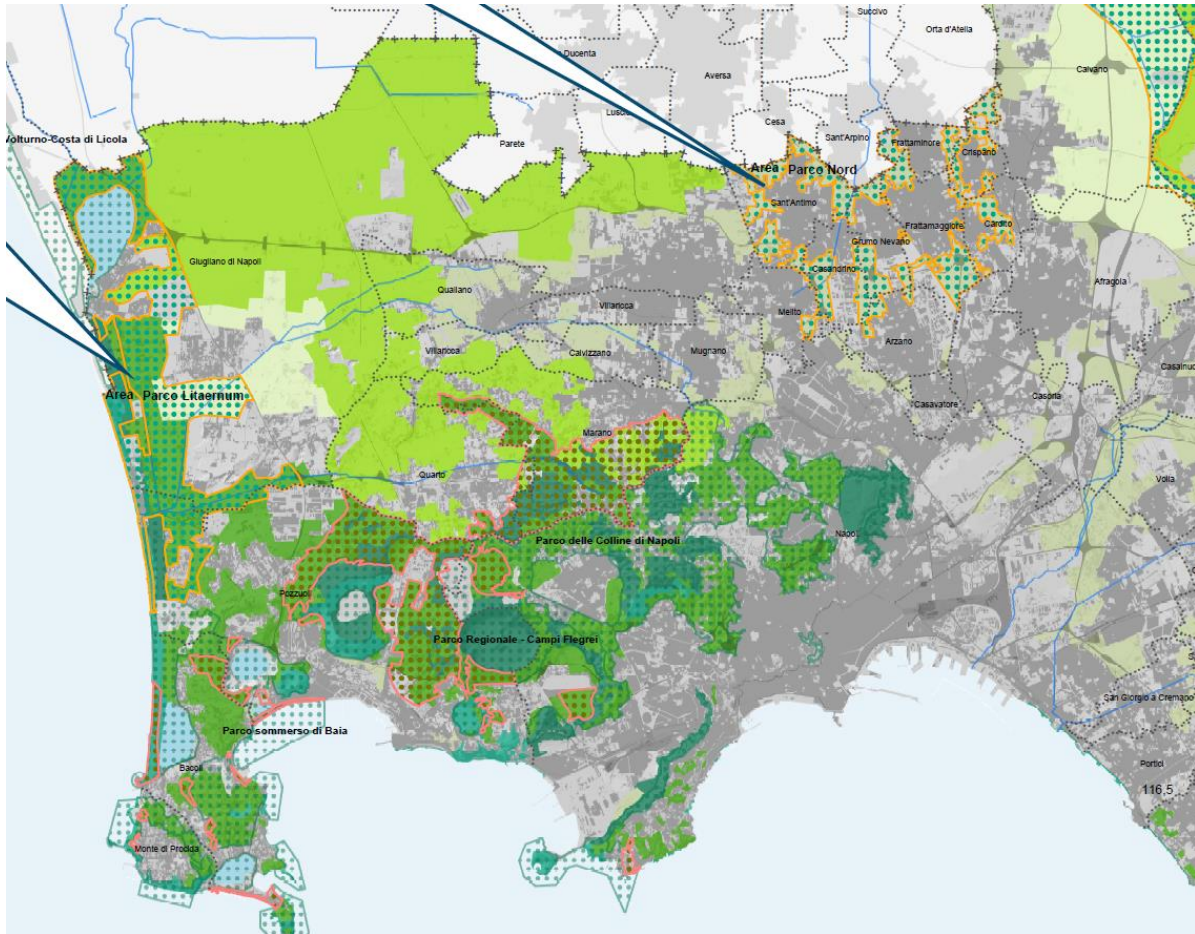 Succivo
Orta d'Atella
Ducenta
Aversa
Caivano
Lusciano
Cesa
Volturno-Costa di Licola
Sant'Arpino
Frattaminore
Parete
Crispano
Area Parco Nord
Sant'Antimo
Frattamaggiore
Cardito
Grumo Nevano
Giugliano di Napoli
Casandrino
Afragola
Qualiano
Villaricca
Melito
Arzano
Villaricca
Calvizzano
Mugnano
Casalnuo
Area Parco Litaernum
Casavatore
Casoria
Marano
Quarto
Volla
Parco delle Colline di Napoli
Napoli
Pozzuoli
Parco Regionale - Campi Flegrei
San Giorgio a Cremano
Parco sommerso di Baia
Bacoli
Portici
116,5
Monte di Procida